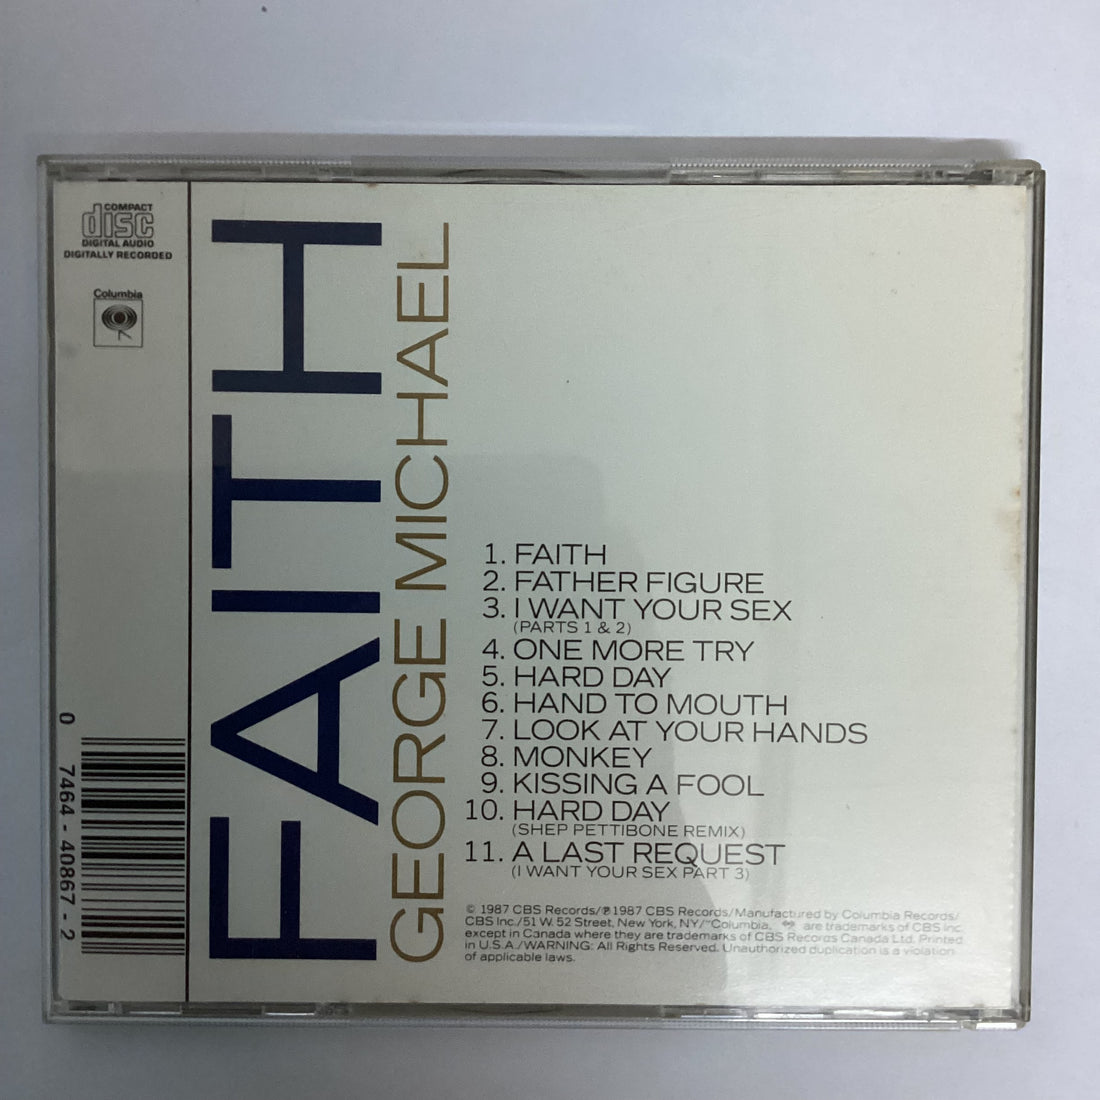 COMPACT
disc
DIGITAL AUDIO
DIGITALLY RECORDED
Columbia
FAITH
GEORGE MICHAEL
1. FAITH
2. FATHER FIGURE
3. I WANT YOUR SEX
(PARTS 1 & 2)
4. ONE MORE TRY
5. HARD DAY
6. HAND TO MOUTH
7. LOOK AT YOUR HANDS
8. MONKEY
9. KISSING A FOOL
10. HARD DAY
(SHEP PETTIBONE REMIX)
11. A LAST REQUEST
(I WANT YOUR SEX PART 3)
© 1987 CBS Records/℗ 1987 CBS Records/Manufactured by Columbia Records/
CBS Inc./51 W. 52 Street, New York, NY/"Columbia, are trademarks of CBS Inc.
except in Canada where they are trademarks of CBS Records Canada Ltd. Printed
in U.S.A./WARNING: All Rights Reserved. Unauthorized duplication is a violation
of applicable laws.
0 7464-40867-2